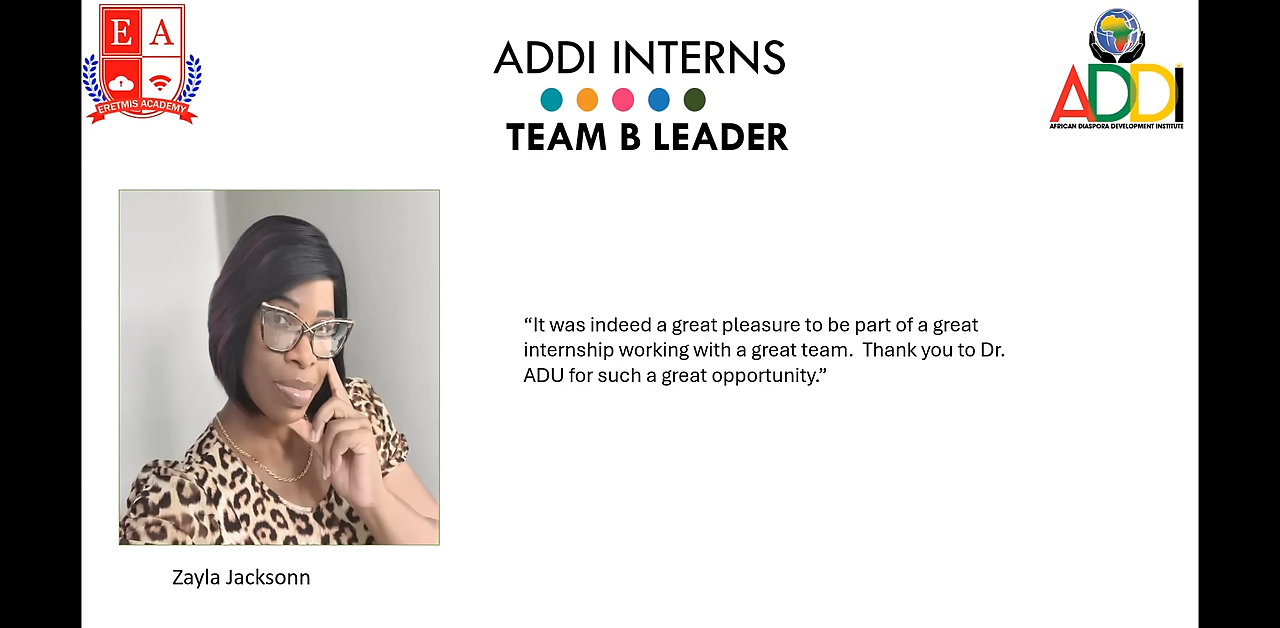 E A
ERETMIS ACADEMY
ADDI INTERNS
TEAM B LEADER
ADDI
AFRICAN DIASPORA DEVELOPMENT INSTITUTE
“It was indeed a great pleasure to be part of a great
internship working with a great team.  Thank you to Dr.
ADU for such a great opportunity.”
Zayla Jacksonn